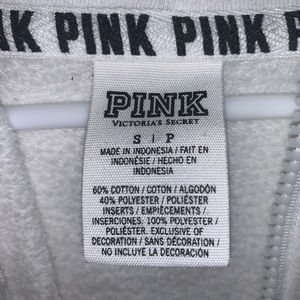 IK PINK PINK PINK
PINK
VICTORIA'S SECRET
S | P
MADE IN INDONESIA / FAIT EN
INDONÉSIE / HECHO EN
INDONESIA
60% COTTON / COTON / ALGODÓN
40% POLYESTER / POLIÉSTER
INSERTS / EMPIÈCEMENTS /
INSERCIONES: 100% POLYESTER /
POLIÉSTER. EXCLUSIVE OF
DECORATION / SANS DÉCORATION /
NO INCLUYE LA DECORACIÓN